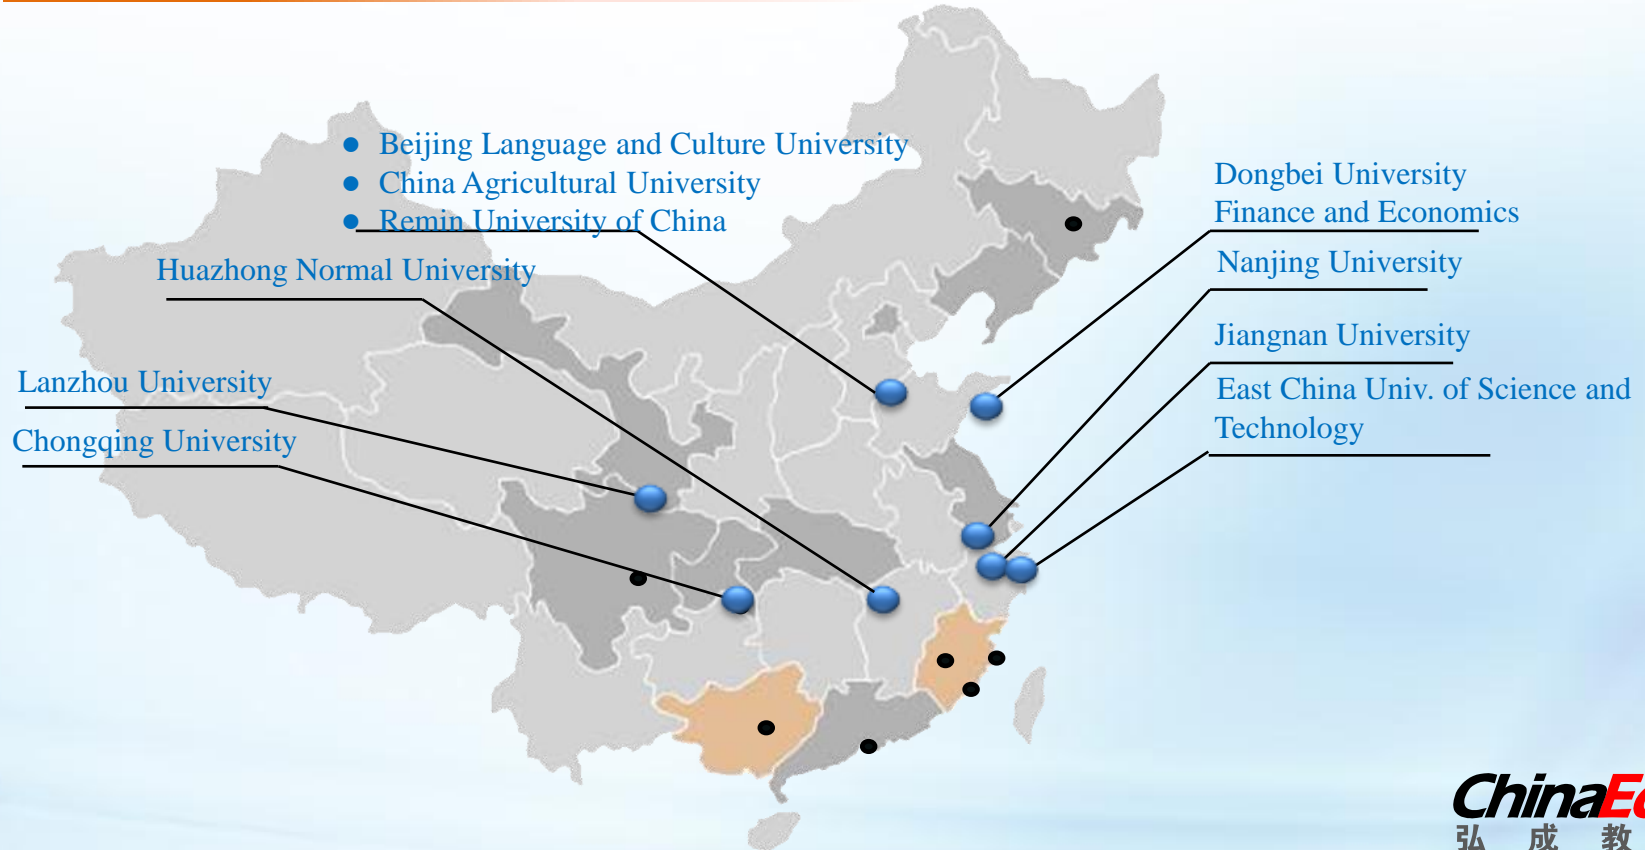 Beijing Language and Culture University
China Agricultural University
Remin University of China
Huazhong Normal University
Lanzhou University
Chongqing University
Dongbei University
Finance and Economics
Nanjing University
Jiangnan University
East China Univ. of Science and
Technology
ChinaEd
弘 成 教